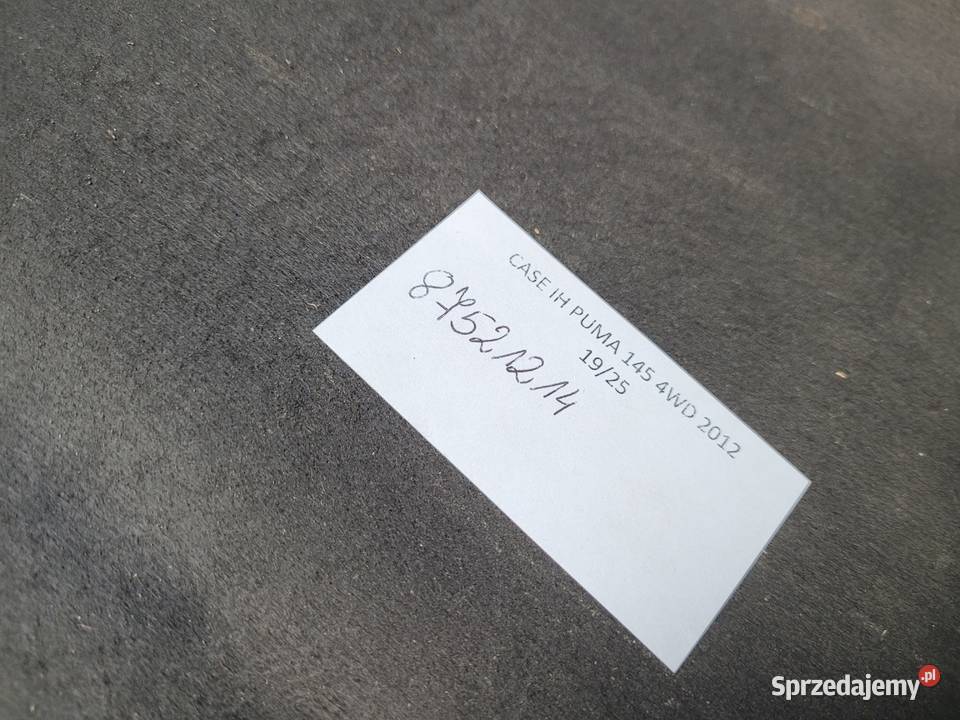 CASE IH PUMA 145 4WD 2012
19/25
87521214
Sprzedajemy.pl